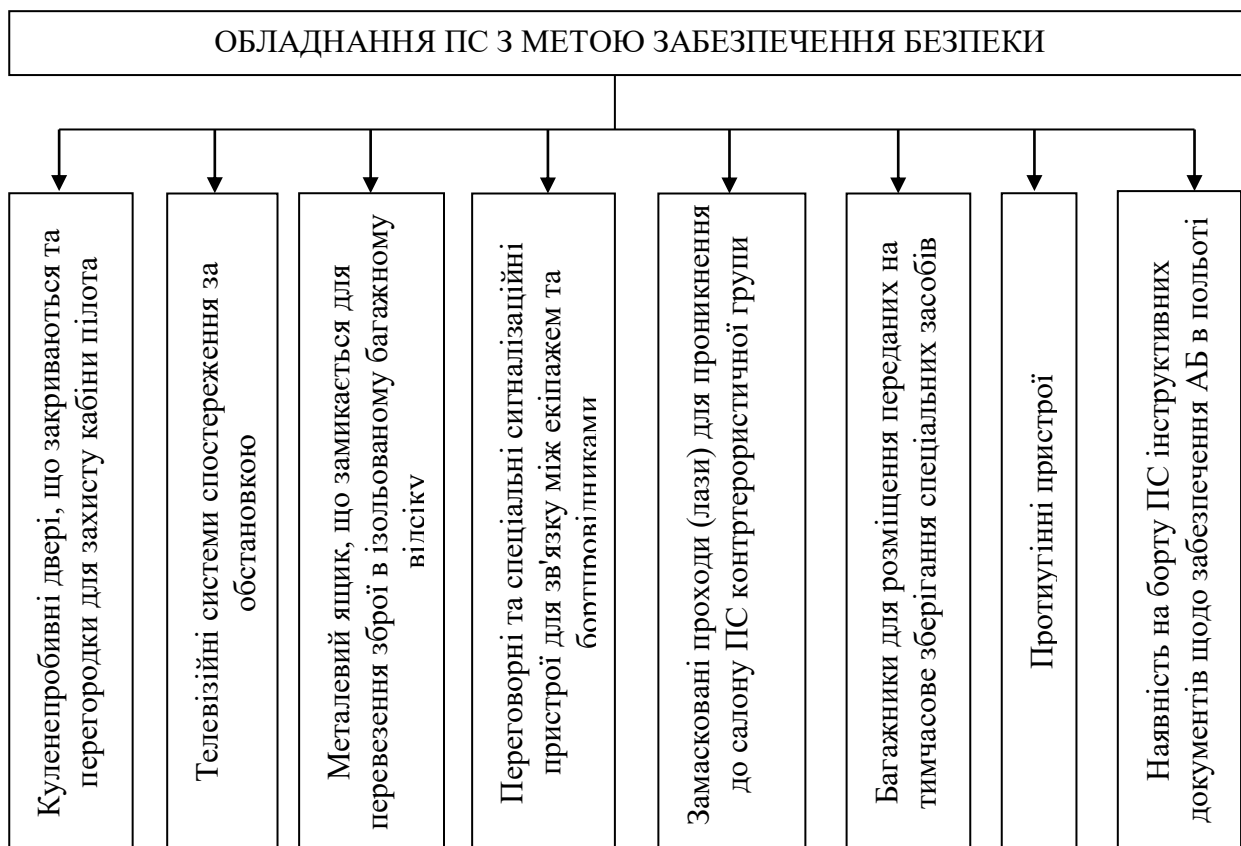 ОБЛАДНАННЯ ПС З МЕТОЮ ЗАБЕЗПЕЧЕННЯ БЕЗПЕКИ
Куленепробивні двері, що закриваються та
перегородки для захисту кабіни пілота
Телевізійні системи спостереження за
обстановкою
Металевий ящик, що замикається для
перевезення зброї в ізольованому багажному
відсіку
Переговорні та спеціальні сигналізаційні
пристрої для зв'язку між екіпажем та
бортпровідниками
Замасковані проходи (лази) для проникнення
до салону ПС контртерористичної групи
Багажники для розміщення переданих на
тимчасове зберігання спеціальних засобів
Протиугінні пристрої
Наявність на борту ПС інструктивних
документів щодо забезпечення АБ в польоті